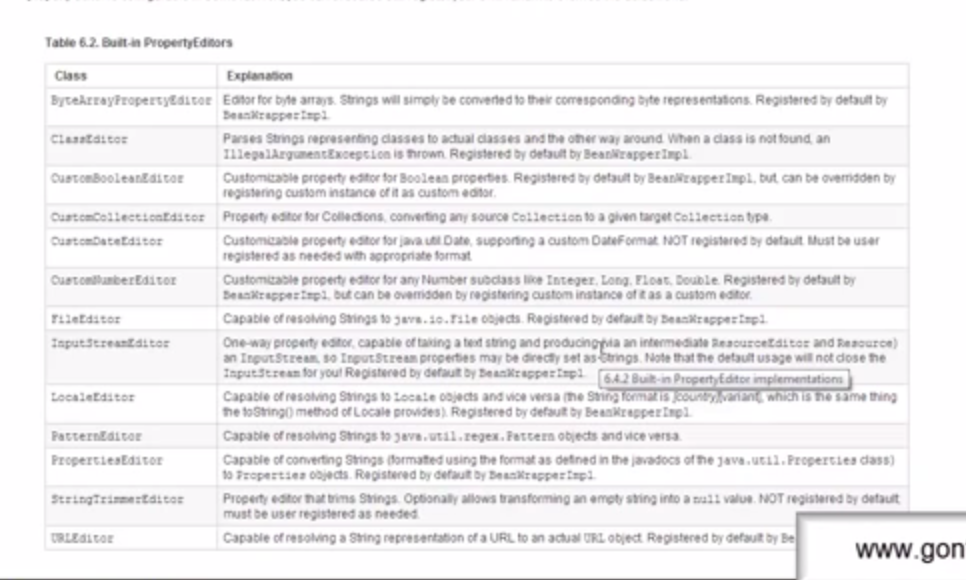 Table 6.2. Built-in PropertyEditors
Class Explanation
ByteArrayPropertyEditor Editor for byte arrays. Strings will simply be converted to their corresponding byte representations. Registered by default by
BeanWrapperImpl.
ClassEditor Parses Strings representing classes to actual classes and the other way around. When a class is not found, an
IllegalArgumentException is thrown. Registered by default by BeanWrapperImpl.
CustomBooleanEditor Customizable property editor for Boolean properties. Registered by default by BeanWrapperImpl, but, can be overridden by
registering custom instance of it as custom editor.
CustomCollectionEditor Property editor for Collections, converting any source Collection to a given target Collection type.
CustomDateEditor Customizable property editor for java.util.Date, supporting a custom DateFormat. NOT registered by default. Must be user
registered as needed with appropriate format.
CustomNumberEditor Customizable property editor for any Number subclass like Integer, Long, Float, Double. Registered by default by
BeanWrapperImpl, but can be overridden by registering custom instance of it as a custom editor.
FileEditor Capable of resolving Strings to java.io.File objects. Registered by default by BeanWrapperImpl.
InputStreamEditor One-way property editor, capable of taking a text string and producing (via an intermediate ResourceEditor and Resource)
an InputStream, so InputStream properties may be directly set as Strings. Note that the default usage will not close the
InputStream for you! Registered by default by BeanWrapperImpl.
6.4.2 Built-in PropertyEditor implementations
LocaleEditor Capable of resolving Strings to Locale objects and vice versa (the String format is [country][variant], which is the same thing
the toString() method of Locale provides). Registered by default by BeanWrapperImpl.
PatternEditor Capable of resolving Strings to java.util.regex.Pattern objects and vice versa.
PropertiesEditor Capable of converting Strings (formatted using the format as defined in the javadocs of the java.util.Properties class)
to Properties objects. Registered by default by BeanWrapperImpl.
StringTrimmerEditor Property editor that trims Strings. Optionally allows transforming an empty string into a null value. NOT registered by default;
must be user registered as needed.
URLEditor Capable of resolving a String representation of a URL to an actual URL object. Registered by default by Be
www.gon